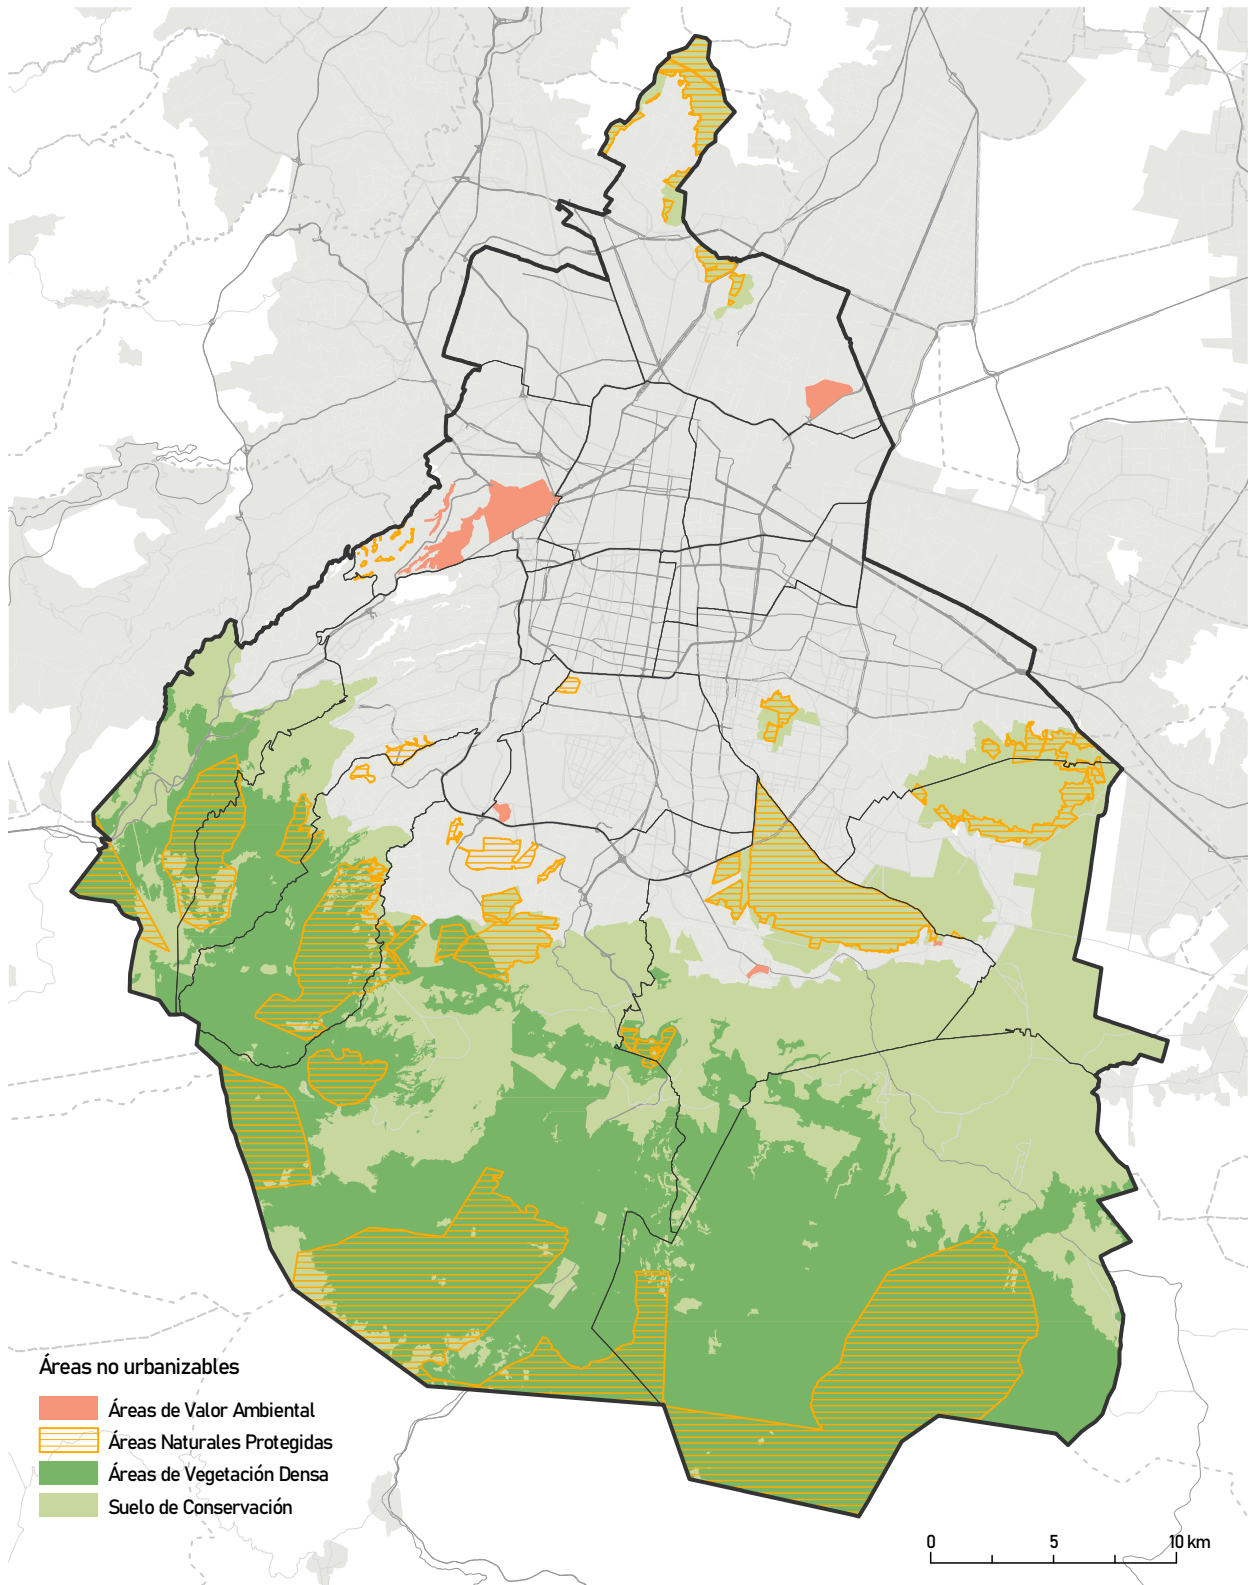 Áreas no urbanizables
Áreas de Valor Ambiental
Áreas Naturales Protegidas
Áreas de Vegetación Densa
Suelo de Conservación
0 5 10 km